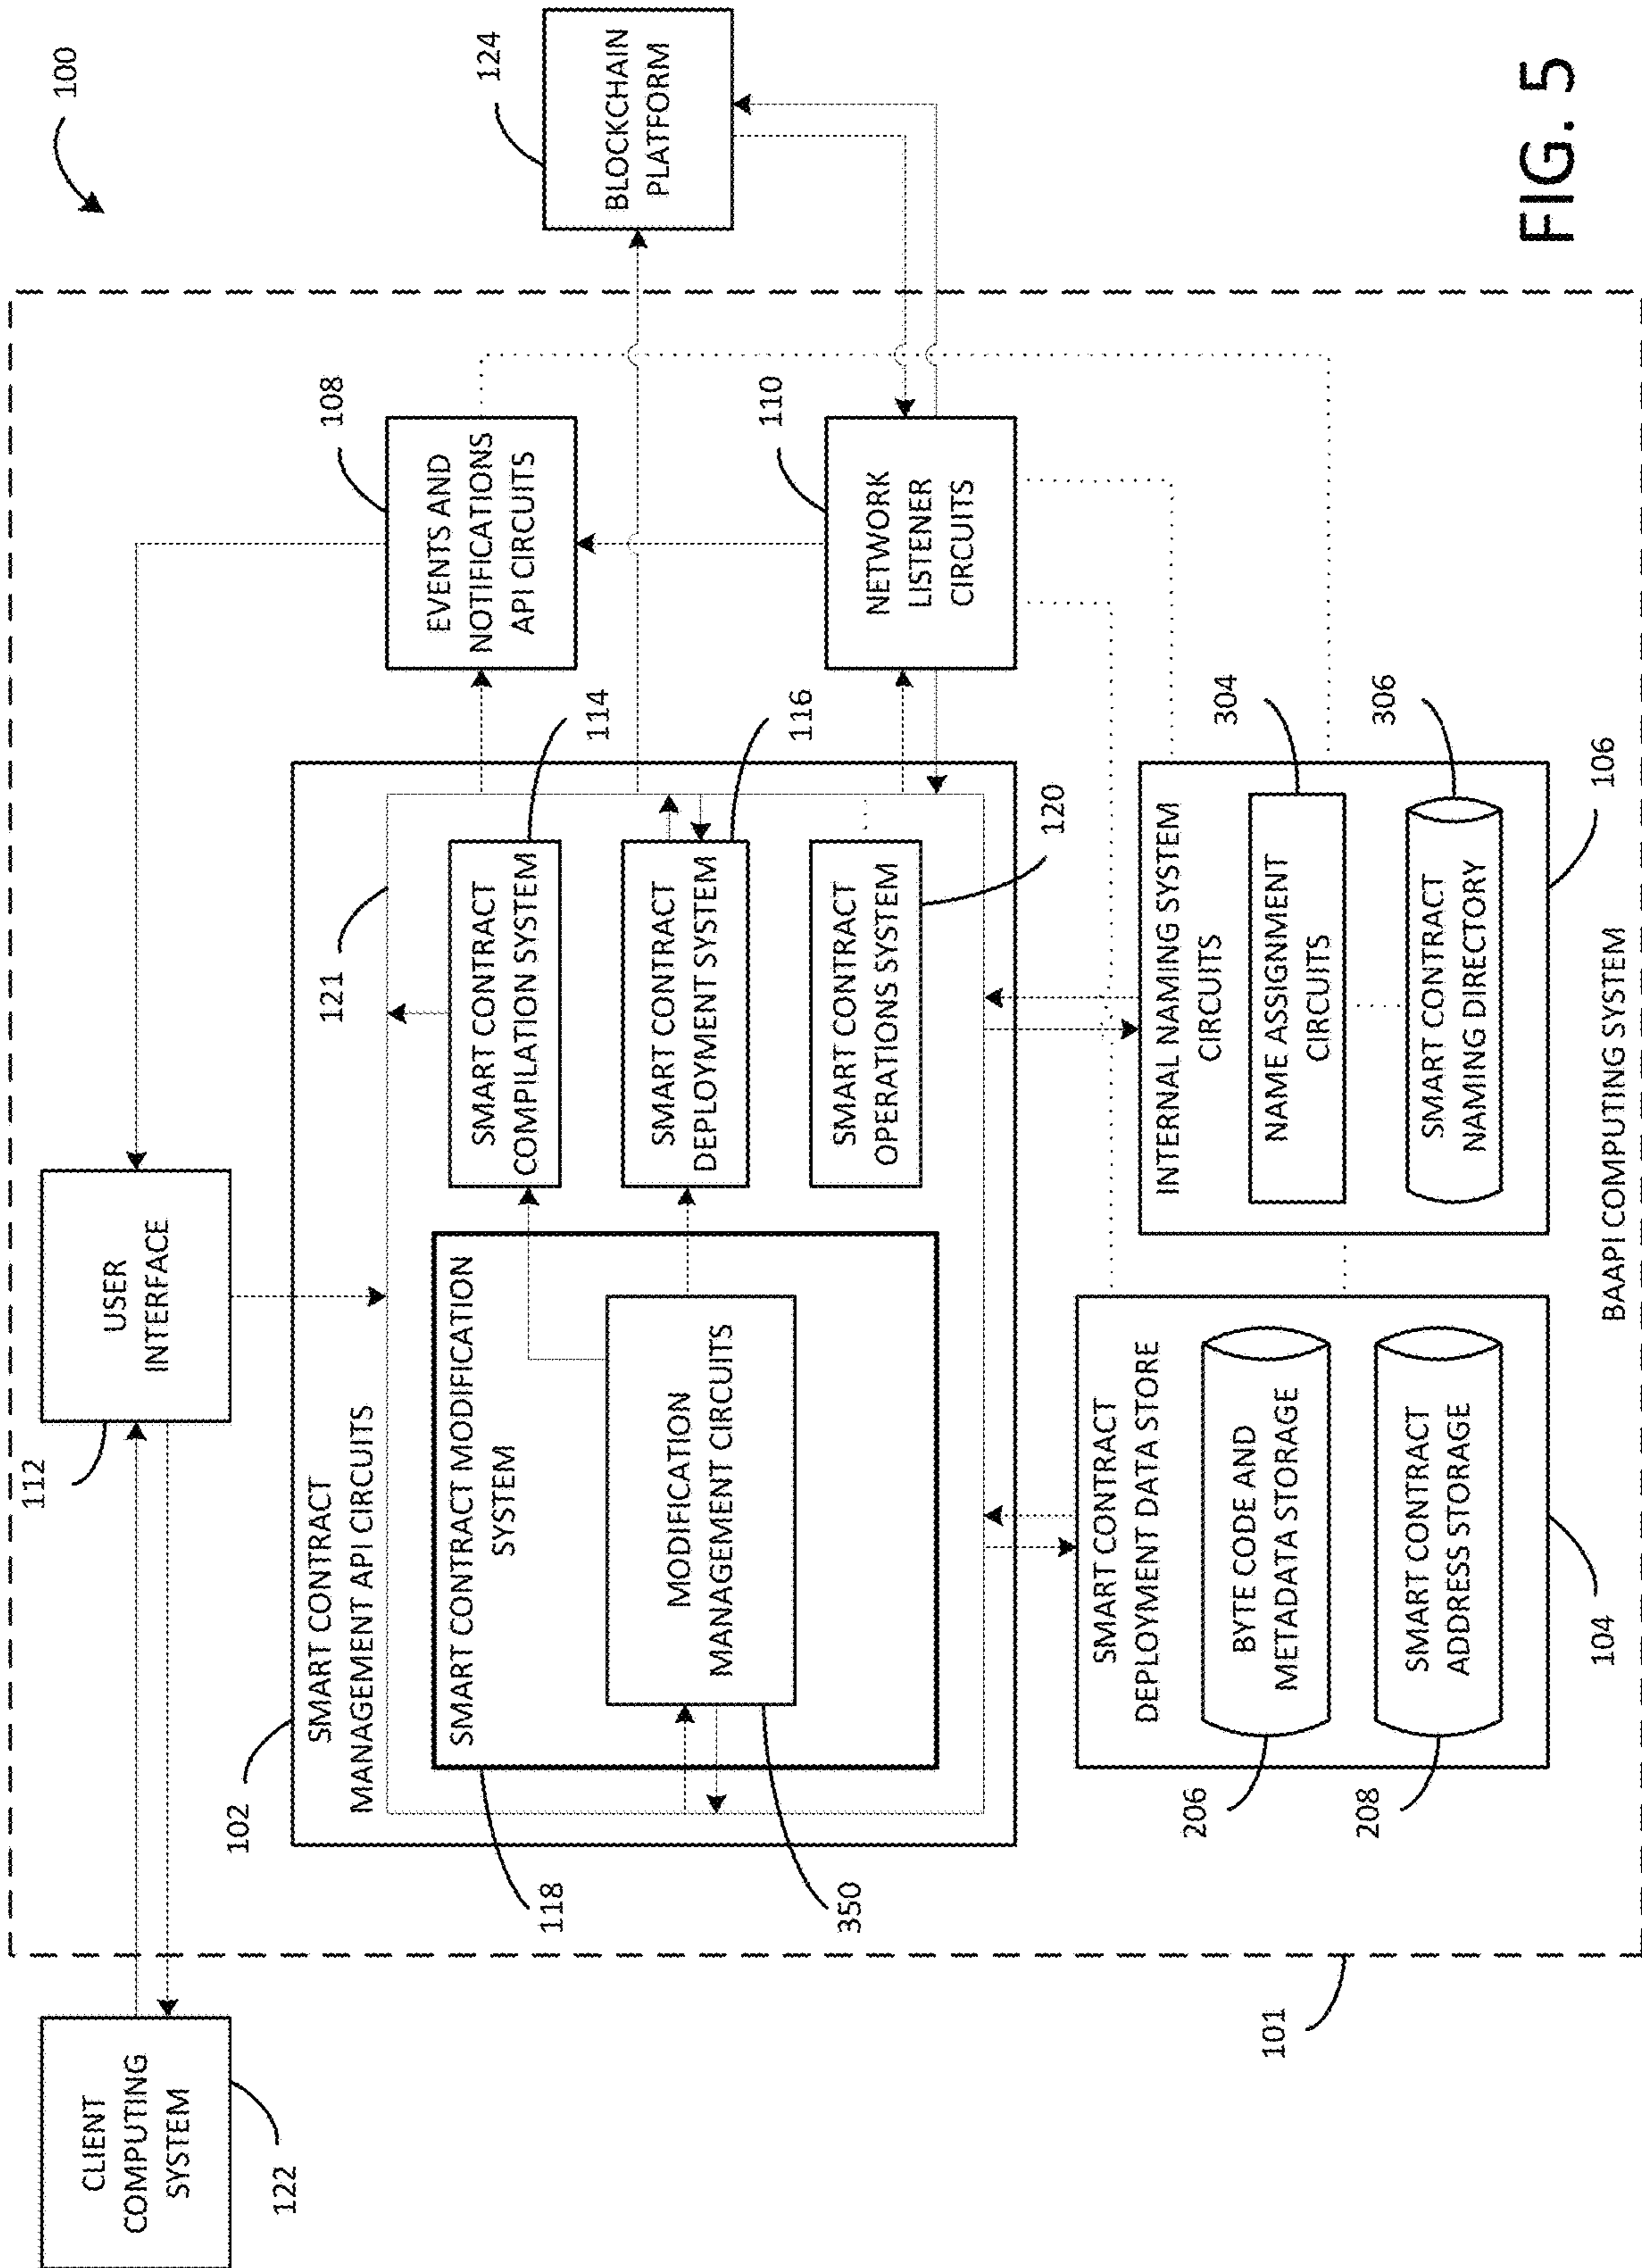 100
CLIENT
COMPUTING
SYSTEM
122
USER
INTERFACE
112
BLOCKCHAIN
PLATFORM
124
EVENTS AND
NOTIFICATIONS
API CIRCUITS
108
NETWORK
LISTENER
CIRCUITS
110
102
SMART CONTRACT
MANAGEMENT API CIRCUITS
121
SMART CONTRACT MODIFICATION
SYSTEM
118
MODIFICATION
MANAGEMENT CIRCUITS
350
SMART CONTRACT
COMPILATION SYSTEM
114
SMART CONTRACT
DEPLOYMENT SYSTEM
116
SMART CONTRACT
OPERATIONS SYSTEM
120
SMART CONTRACT
DEPLOYMENT DATA STORE
BYTE CODE AND
METADATA STORAGE
206
SMART CONTRACT
ADDRESS STORAGE
208
104
INTERNAL NAMING SYSTEM
CIRCUITS
NAME ASSIGNMENT
CIRCUITS
304
SMART CONTRACT
NAMING DIRECTORY
306
106
BAAPI COMPUTING SYSTEM
101
FIG. 5